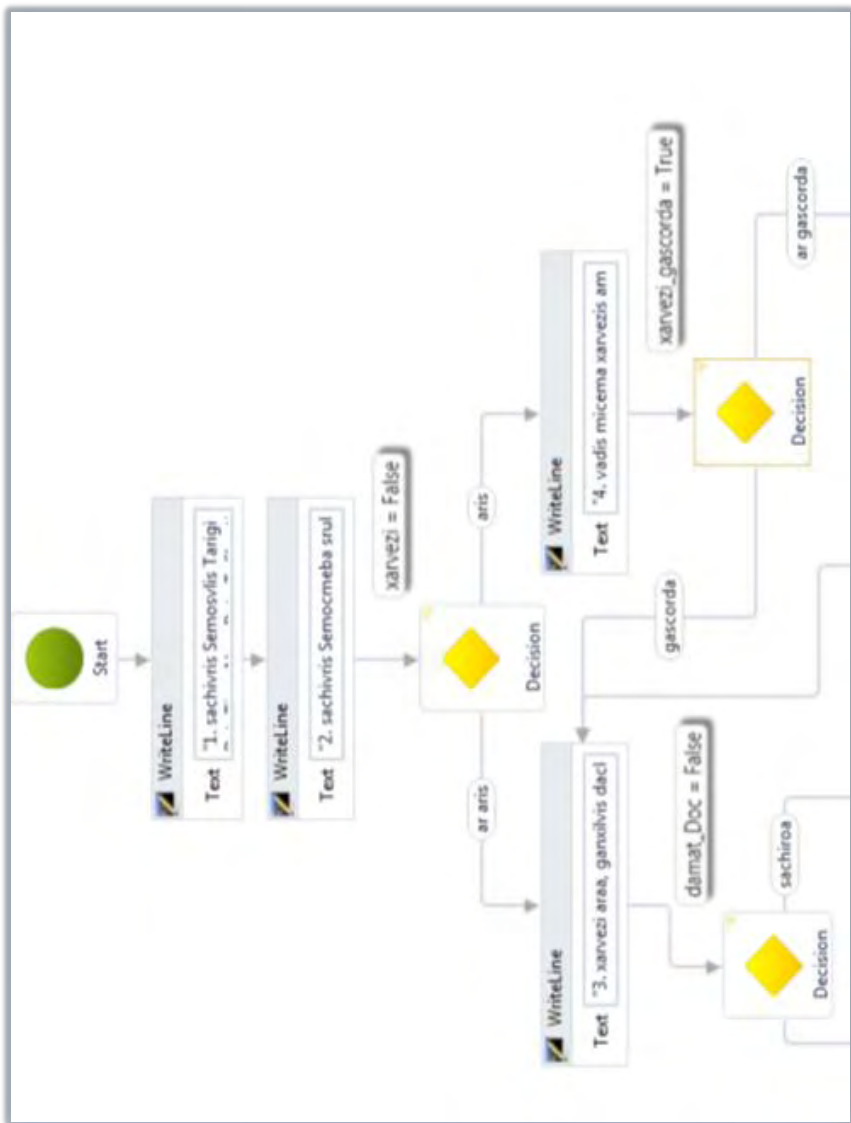 Start
WriteLine
Text "1. sachivris Semosvlis Tarigi
WriteLine
Text "2. sachivris Semocmeba srul
xarvezi = False
Decision
ar aris
aris
WriteLine
Text "3. xarvezi araa, ganxilvis dacl
WriteLine
Text "4. vadis micema xarvezis am
gascorda
damat_Doc = False
xarvezi_gascorda = True
Decision
sachiroa
Decision
ar gascorda